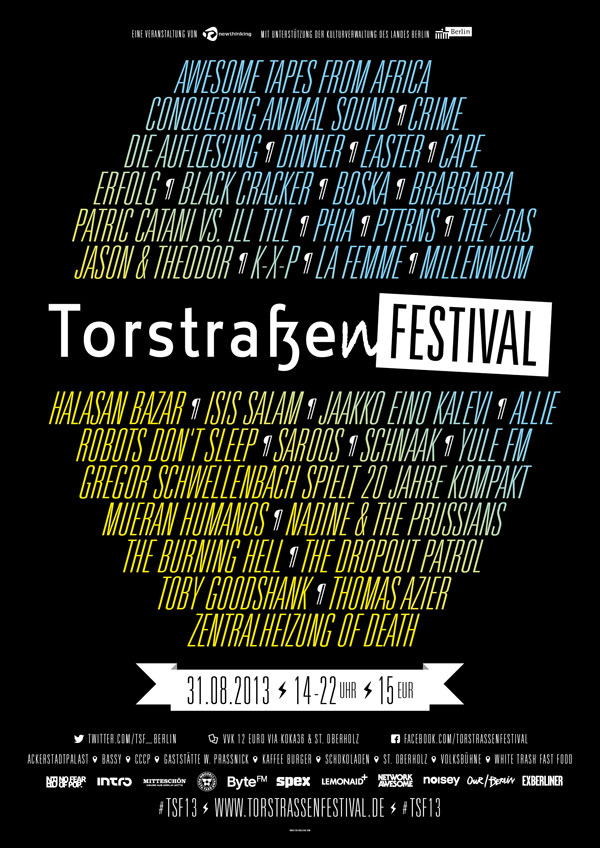 EINE VERANSTALTUNG VON newthinking MIT UNTERSTÜTZUNG DER KULTURVERWALTUNG DES LANDES BERLIN Berlin
AWESOME TAPES FROM AFRICA
CONQUERING ANIMAL SOUND ¶ CRIME
DIE AUFLŒSUNG ¶ DINNER ¶ EASTER ¶ CAPE
ERFOLG ¶ BLACK CRACKER ¶ BOSKA ¶ BRABRABRA
PATRIC CATANI VS. ILL TILL ¶ PHIA ¶ PTTRNS ¶ THE / DAS
JASON & THEODOR ¶ K-X-P ¶ LA FEMME ¶ MILLENNIUM
Torstraßen FESTIVAL
HALASAN BAZAR ¶ ISIS SALAM ¶ JAAKKO EINO KALEVI ¶ ALLIE
ROBOTS DON'T SLEEP ¶ SAROOS ¶ SCHNAAK ¶ YULE FM
GREGOR SCHWELLENBACH SPIELT 20 JAHRE KOMPAKT
MUERAN HUMANOS ¶ NADINE & THE PRUSSIANS
THE BURNING HELL ¶ THE DROPOUT PATROL
TOBY GOODSHANK ¶ THOMAS AZIER
ZENTRALHEIZUNG OF DEATH
31.08.2013 14-22 UHR 15 EUR
TWITTER.COM/TSF_BERLIN VVK 12 EURO VIA KOKA36 & ST. OBERHOLZ FACEBOOK.COM/TORSTRASSENFESTIVAL
ACKERSTADTPALAST BASSY CCCP GASTSTÄTTE W. PRASSNICK KAFFEE BURGER SCHOKOLADEN ST. OBERHOLZ VOLKSBÜHNE WHITE TRASH FAST FOOD
NO FEAR OF POP. intro MITTESCHÖN ByteFM spex LEMONAID+ NETWORK AWESOME noisey Our/Berlin EXBERLINER
#TSF13 WWW.TORSTRASSENFESTIVAL.DE #TSF13